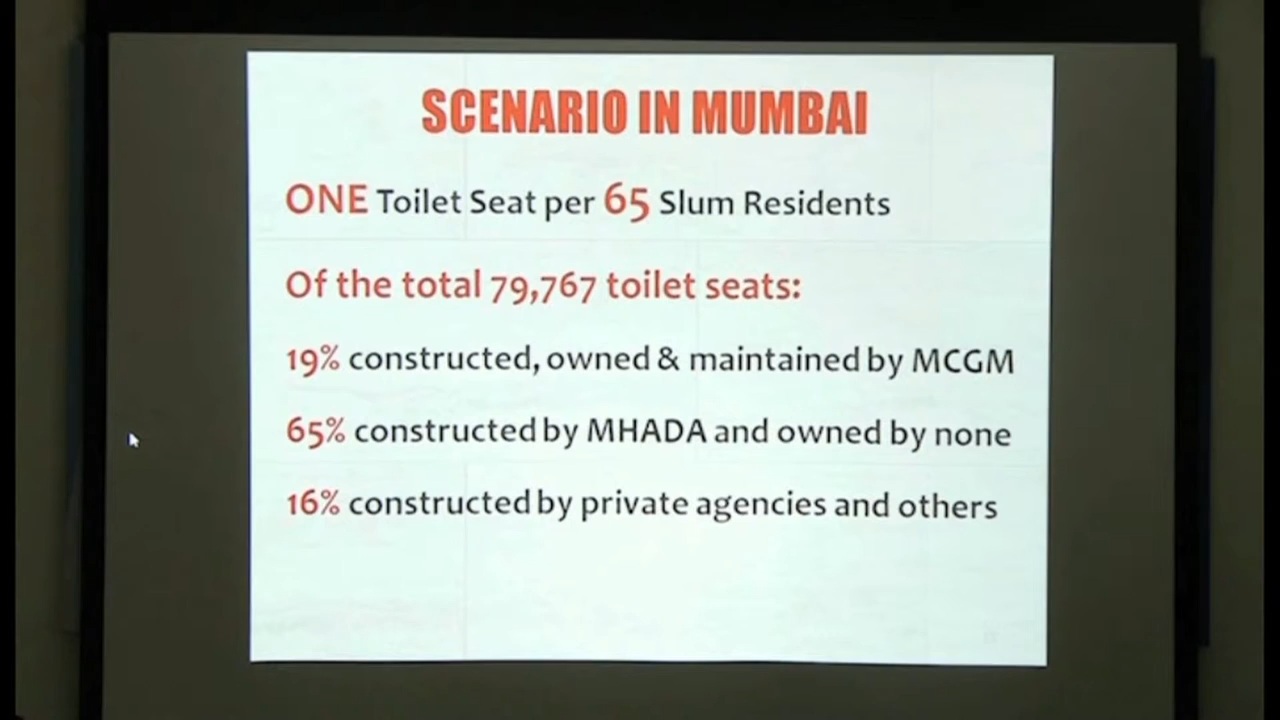 SCENARIO IN MUMBAI
ONE Toilet Seat per 65 Slum Residents
Of the total 79,767 toilet seats:
19% constructed, owned & maintained by MCGM
65% constructed by MHADA and owned by none
16% constructed by private agencies and others